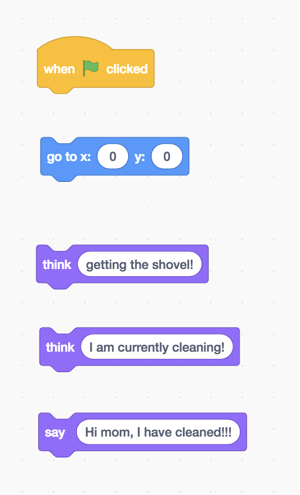 when clicked
go to x: 0 y: 0
think getting the shovel!
think I am currently cleaning!
say Hi mom, I have cleaned!!!